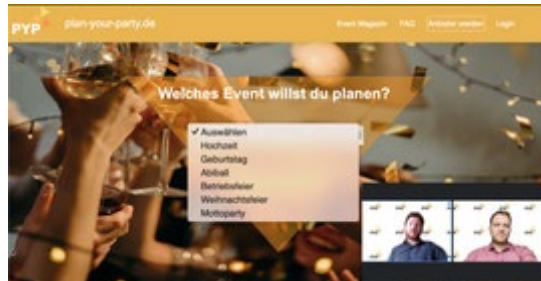 PYP
plan-your-party.de
Event Magazin FAQ Anbieter werden Login
Welches Event willst du planen?
✓ Auswählen
Hochzeit
Geburtstag
Abiball
Betriebsfeier
Weihnachtsfeier
Mottoparty